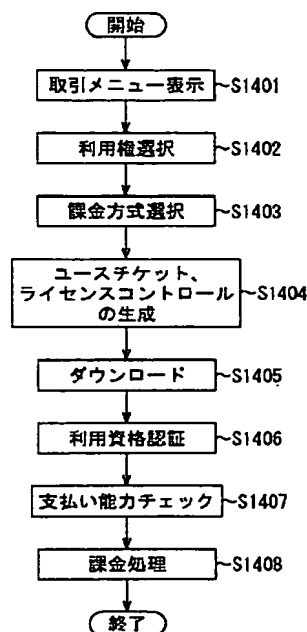 開始
取引メニュー表示 ~S1401
利用権選択 ~S1402
課金方式選択 ~S1403
ユースチケット、
ライセンスコントロール ~S1404
の生成
ダウンロード ~S1405
利用資格認証 ~S1406
支払い能力チェック ~S1407
課金処理 ~S1408
終了